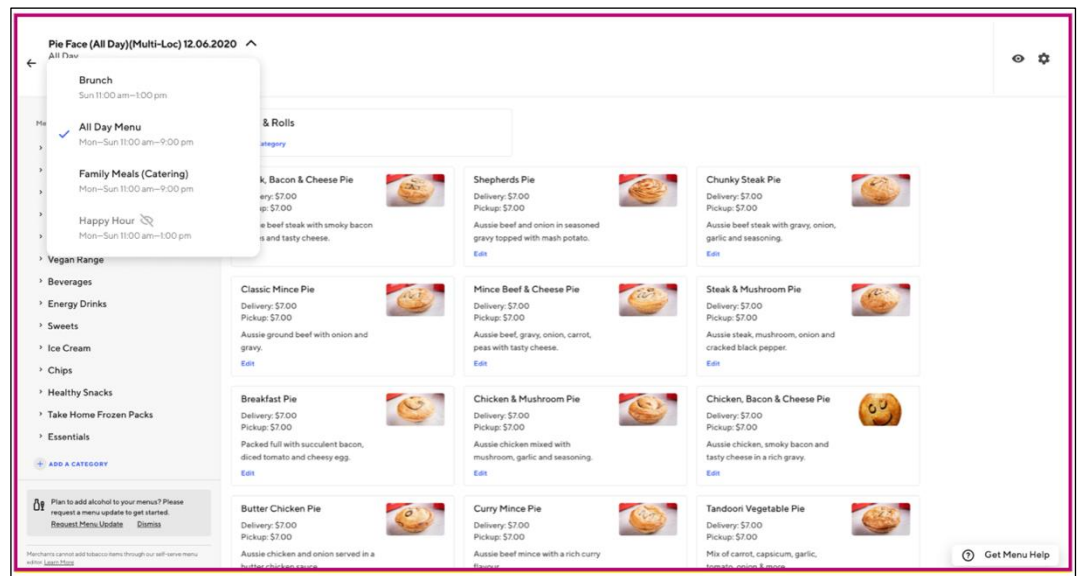 Pie Face (All Day)(Multi-Loc) 12.06.2020
All Day
Brunch
Sun 11:00 am—1:00 pm
All Day Menu
Mon—Sun 11:00 am—9:00 pm
Family Meals (Catering)
Mon—Sun 11:00 am—9:00 pm
Happy Hour
Mon—Sun 11:00 am—1:00 pm
Vegan Range
Beverages
Energy Drinks
Sweets
Ice Cream
Chips
Healthy Snacks
Take Home Frozen Packs
Essentials
+ ADD A CATEGORY
Plan to add alcohol to your menus? Please
request a menu update to get started.
Request Menu Update Dismiss
Merchants cannot add tobacco items through our self-serve menu
editor. Learn More
& Rolls
Bacon & Cheese Pie
$7.00
$7.00
beef steak with smoky bacon
and tasty cheese.
Shepherds Pie
Delivery: $7.00
Pickup: $7.00
Aussie beef and onion in seasoned
gravy topped with mash potato.
Edit
Chunky Steak Pie
Delivery: $7.00
Pickup: $7.00
Aussie beef steak with gravy, onion,
garlic and seasoning.
Edit
Classic Mince Pie
Delivery: $7.00
Pickup: $7.00
Aussie ground beef with onion and
gravy.
Edit
Mince Beef & Cheese Pie
Delivery: $7.00
Pickup: $7.00
Aussie beef, gravy, onion, carrot,
peas with tasty cheese.
Edit
Steak & Mushroom Pie
Delivery: $7.00
Pickup: $7.00
Aussie steak, mushroom, onion and
cracked black pepper.
Edit
Breakfast Pie
Delivery: $7.00
Pickup: $7.00
Packed full with succulent bacon,
diced tomato and cheesy egg.
Edit
Chicken & Mushroom Pie
Delivery: $7.00
Pickup: $7.00
Aussie chicken mixed with
mushroom, garlic and seasoning.
Edit
Chicken, Bacon & Cheese Pie
Delivery: $7.00
Pickup: $7.00
Aussie chicken, smoky bacon and
tasty cheese in a rich gravy.
Edit
Butter Chicken Pie
Delivery: $7.00
Pickup: $7.00
Aussie chicken and onion served in a
butter chicken sauce.
Curry Mince Pie
Delivery: $7.00
Pickup: $7.00
Aussie beef mince with a rich curry
flavour.
Tandoori Vegetable Pie
Delivery: $7.00
Pickup: $7.00
Mix of carrot, capsicum, garlic,
tomato, onion & more.
Get Menu Help